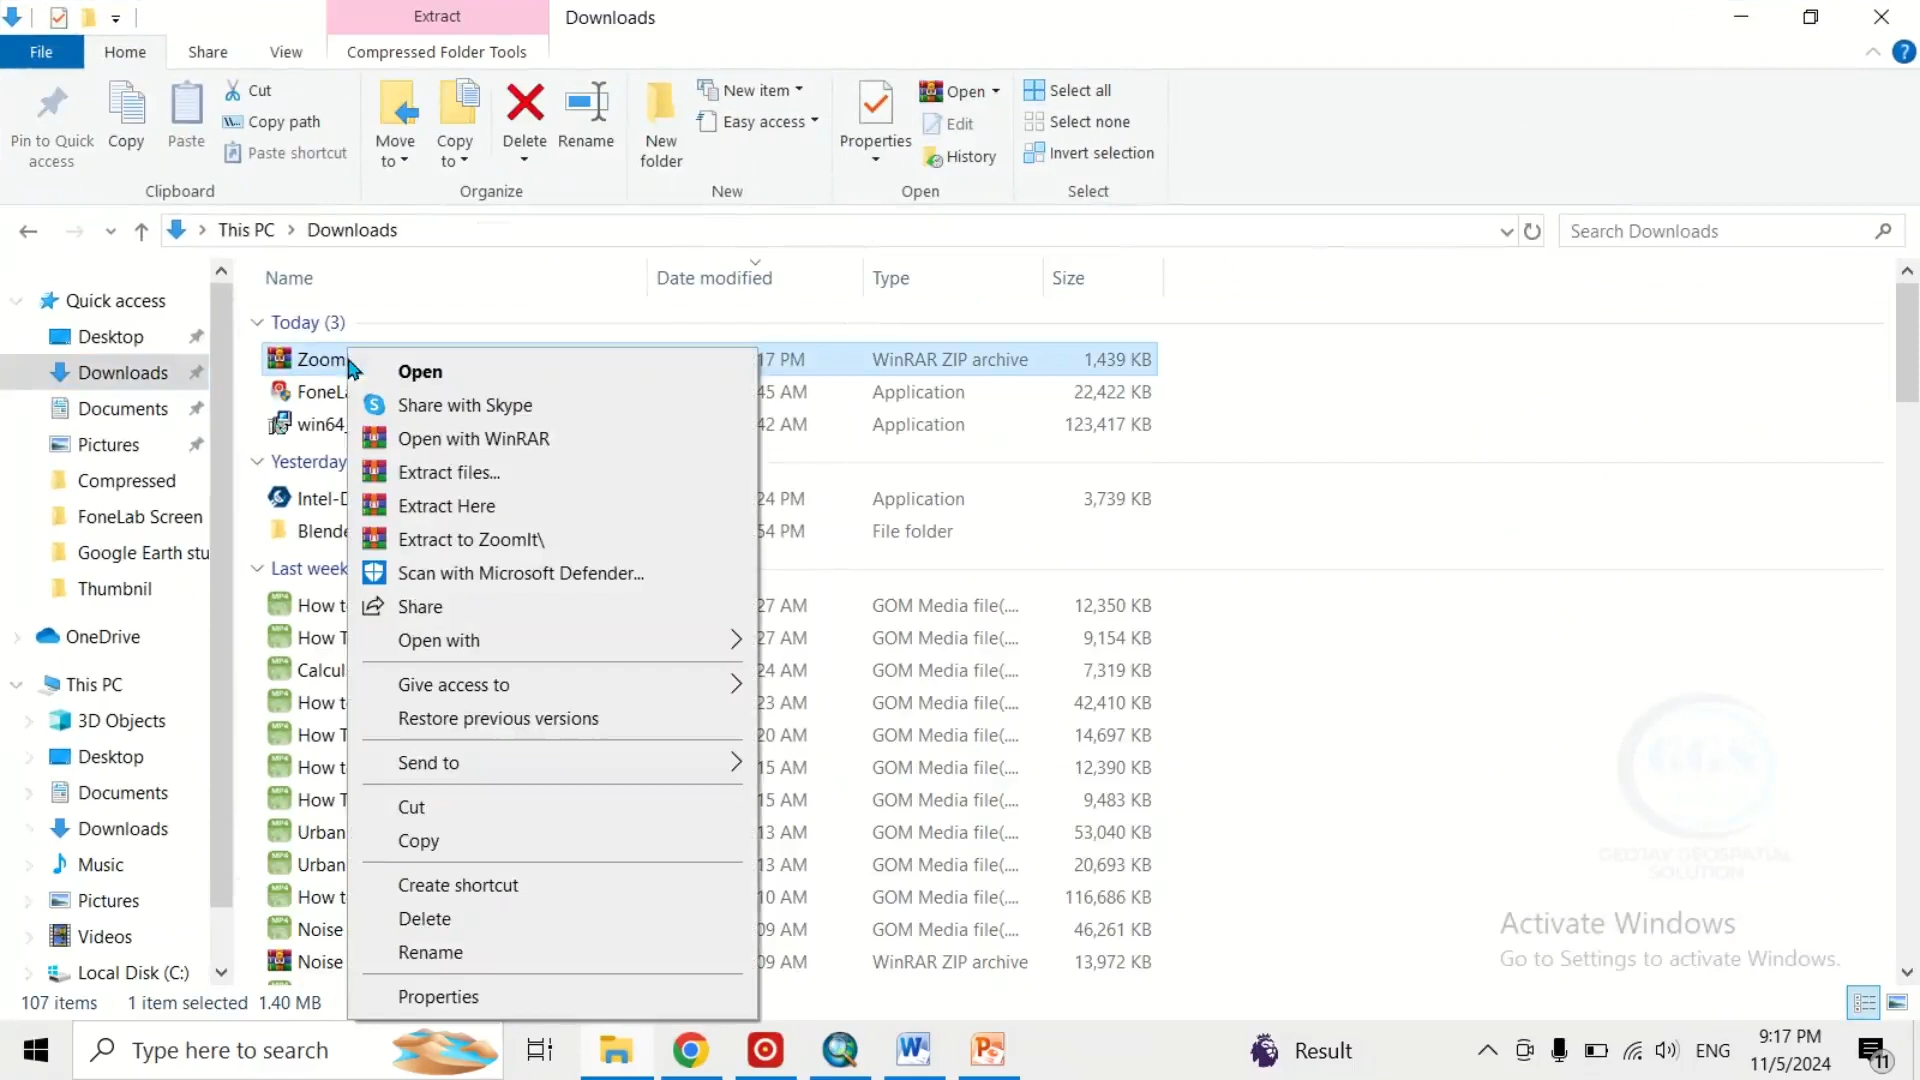 Extract
Downloads
File
Home
Share
View
Compressed Folder Tools
Pin to Quick access
Copy
Paste
Cut
Copy path
Paste shortcut
Move to
Copy to
Delete
Rename
New folder
New item
Easy access
Properties
Open
Edit
History
Select all
Select none
Invert selection
Clipboard
Organize
New
Open
Select
This PC
Downloads
Search Downloads
Name
Date modified
Type
Size
Quick access
Desktop
Downloads
Documents
Pictures
Compressed
FoneLab Screen
Google Earth stu
Thumbnil
OneDrive
This PC
3D Objects
Desktop
Documents
Downloads
Music
Pictures
Videos
Local Disk (C:)
Today (3)
Zoom 17 PM WinRAR ZIP archive 1,439 KB
FoneLa 45 AM Application 22,422 KB
win64_ 42 AM Application 123,417 KB
Yesterday
Intel-D 24 PM Application 3,739 KB
Blende 54 PM File folder
Last week
How t 27 AM GOM Media file(.... 12,350 KB
How T 27 AM GOM Media file(.... 9,154 KB
Calcul 24 AM GOM Media file(.... 7,319 KB
How t 23 AM GOM Media file(.... 42,410 KB
How T 20 AM GOM Media file(.... 14,697 KB
How t 15 AM GOM Media file(.... 12,390 KB
How T 15 AM GOM Media file(.... 9,483 KB
Urban 13 AM GOM Media file(.... 53,040 KB
Urban 13 AM GOM Media file(.... 20,693 KB
How t 10 AM GOM Media file(.... 116,686 KB
Noise 09 AM GOM Media file(.... 46,261 KB
Noise 09 AM WinRAR ZIP archive 13,972 KB
Open
Share with Skype
Open with WinRAR
Extract files...
Extract Here
Extract to ZoomIt\
Scan with Microsoft Defender...
Share
Open with
Give access to
Restore previous versions
Send to
Cut
Copy
Create shortcut
Delete
Rename
Properties
GGS
GEOTAY GEOSPATIAL
SOLUTION
Activate Windows
Go to Settings to activate Windows.
107 items 1 item selected 1.40 MB
Type here to search
Result
ENG
9:17 PM
11/5/2024
11